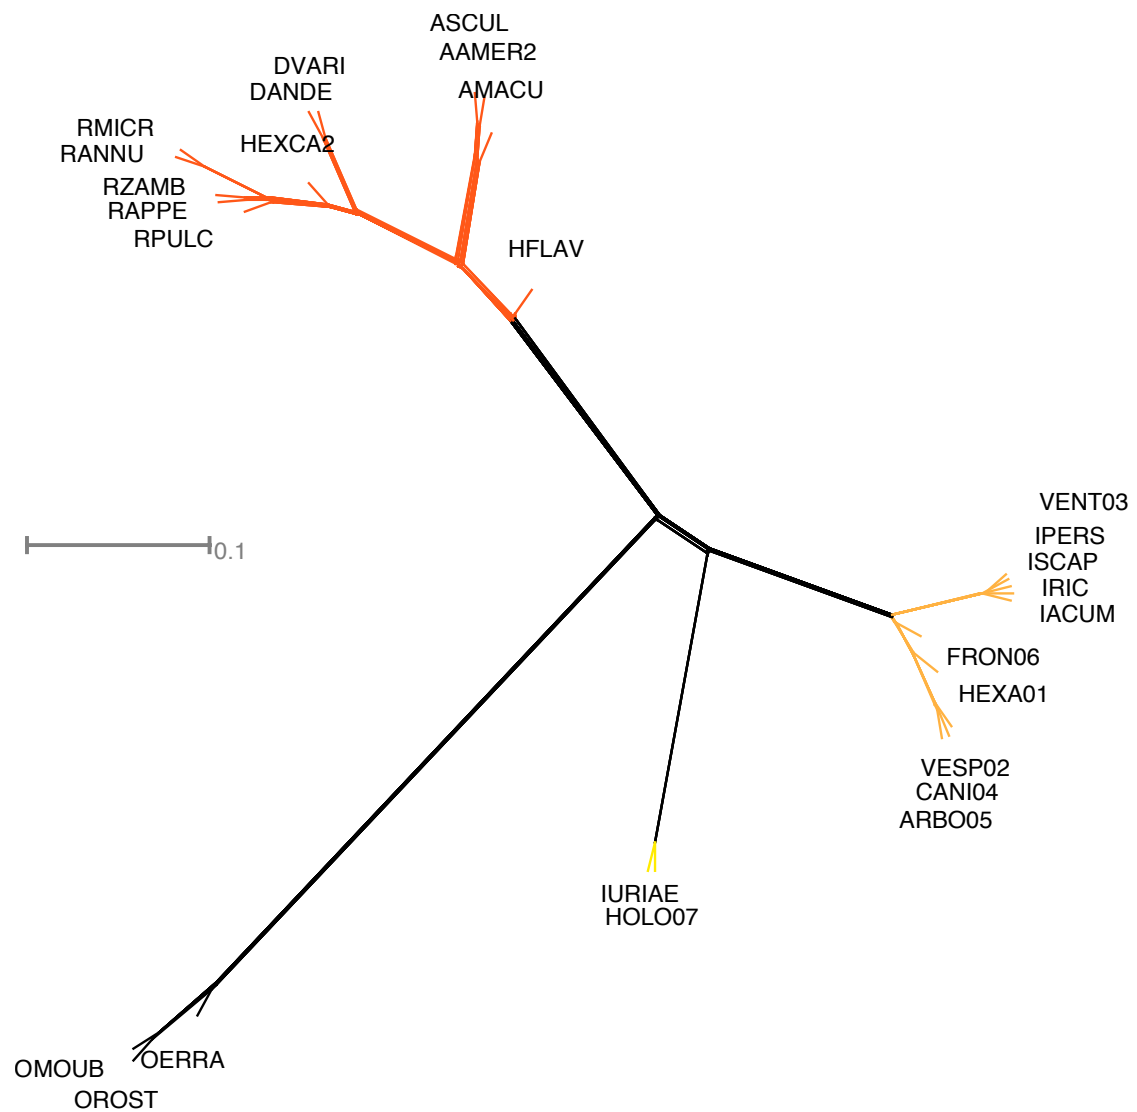 ASCUL
AAMER2
DVARI
DANDE
AMACU
RMICR
HEXCA2
RANNU
RZAMB
RAPPE
RPULC
HFLAV
VENT03
IPERS
0.1
ISCAP
IRIC
IACUM
FRON06
HEXA01
VESP02
CANI04
ARBO05
IURIAE
HOLO07
OERRA
OMOUB
OROST